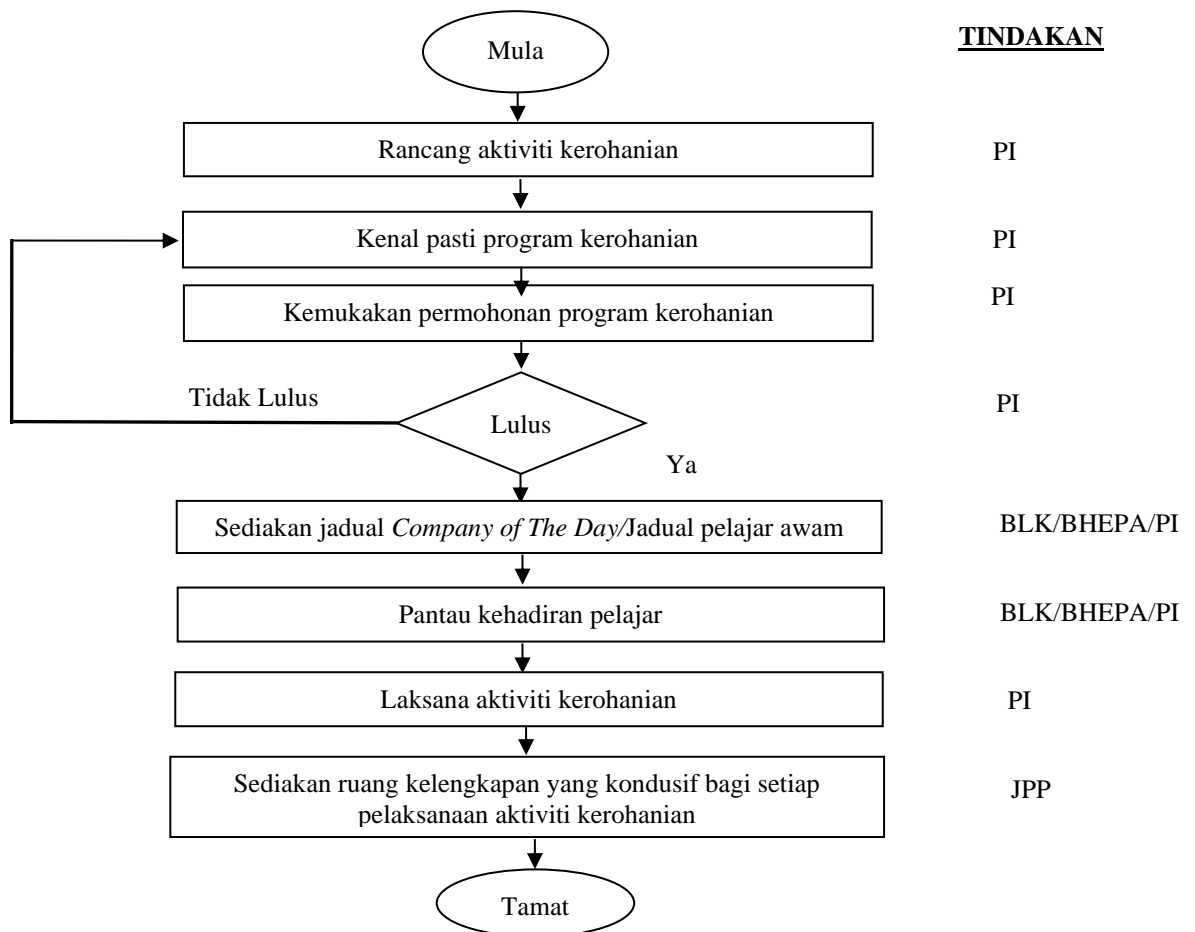 Mula
TINDAKAN
Rancang aktiviti kerohanian
PI
Kenal pasti program kerohanian
PI
Kemukakan permohonan program kerohanian
PI
Tidak Lulus
Lulus
PI
Ya
Sediakan jadual Company of The Day/Jadual pelajar awam
BLK/BHEPA/PI
Pantau kehadiran pelajar
BLK/BHEPA/PI
Laksana aktiviti kerohanian
PI
Sediakan ruang kelengkapan yang kondusif bagi setiap
pelaksanaan aktiviti kerohanian
JPP
Tamat